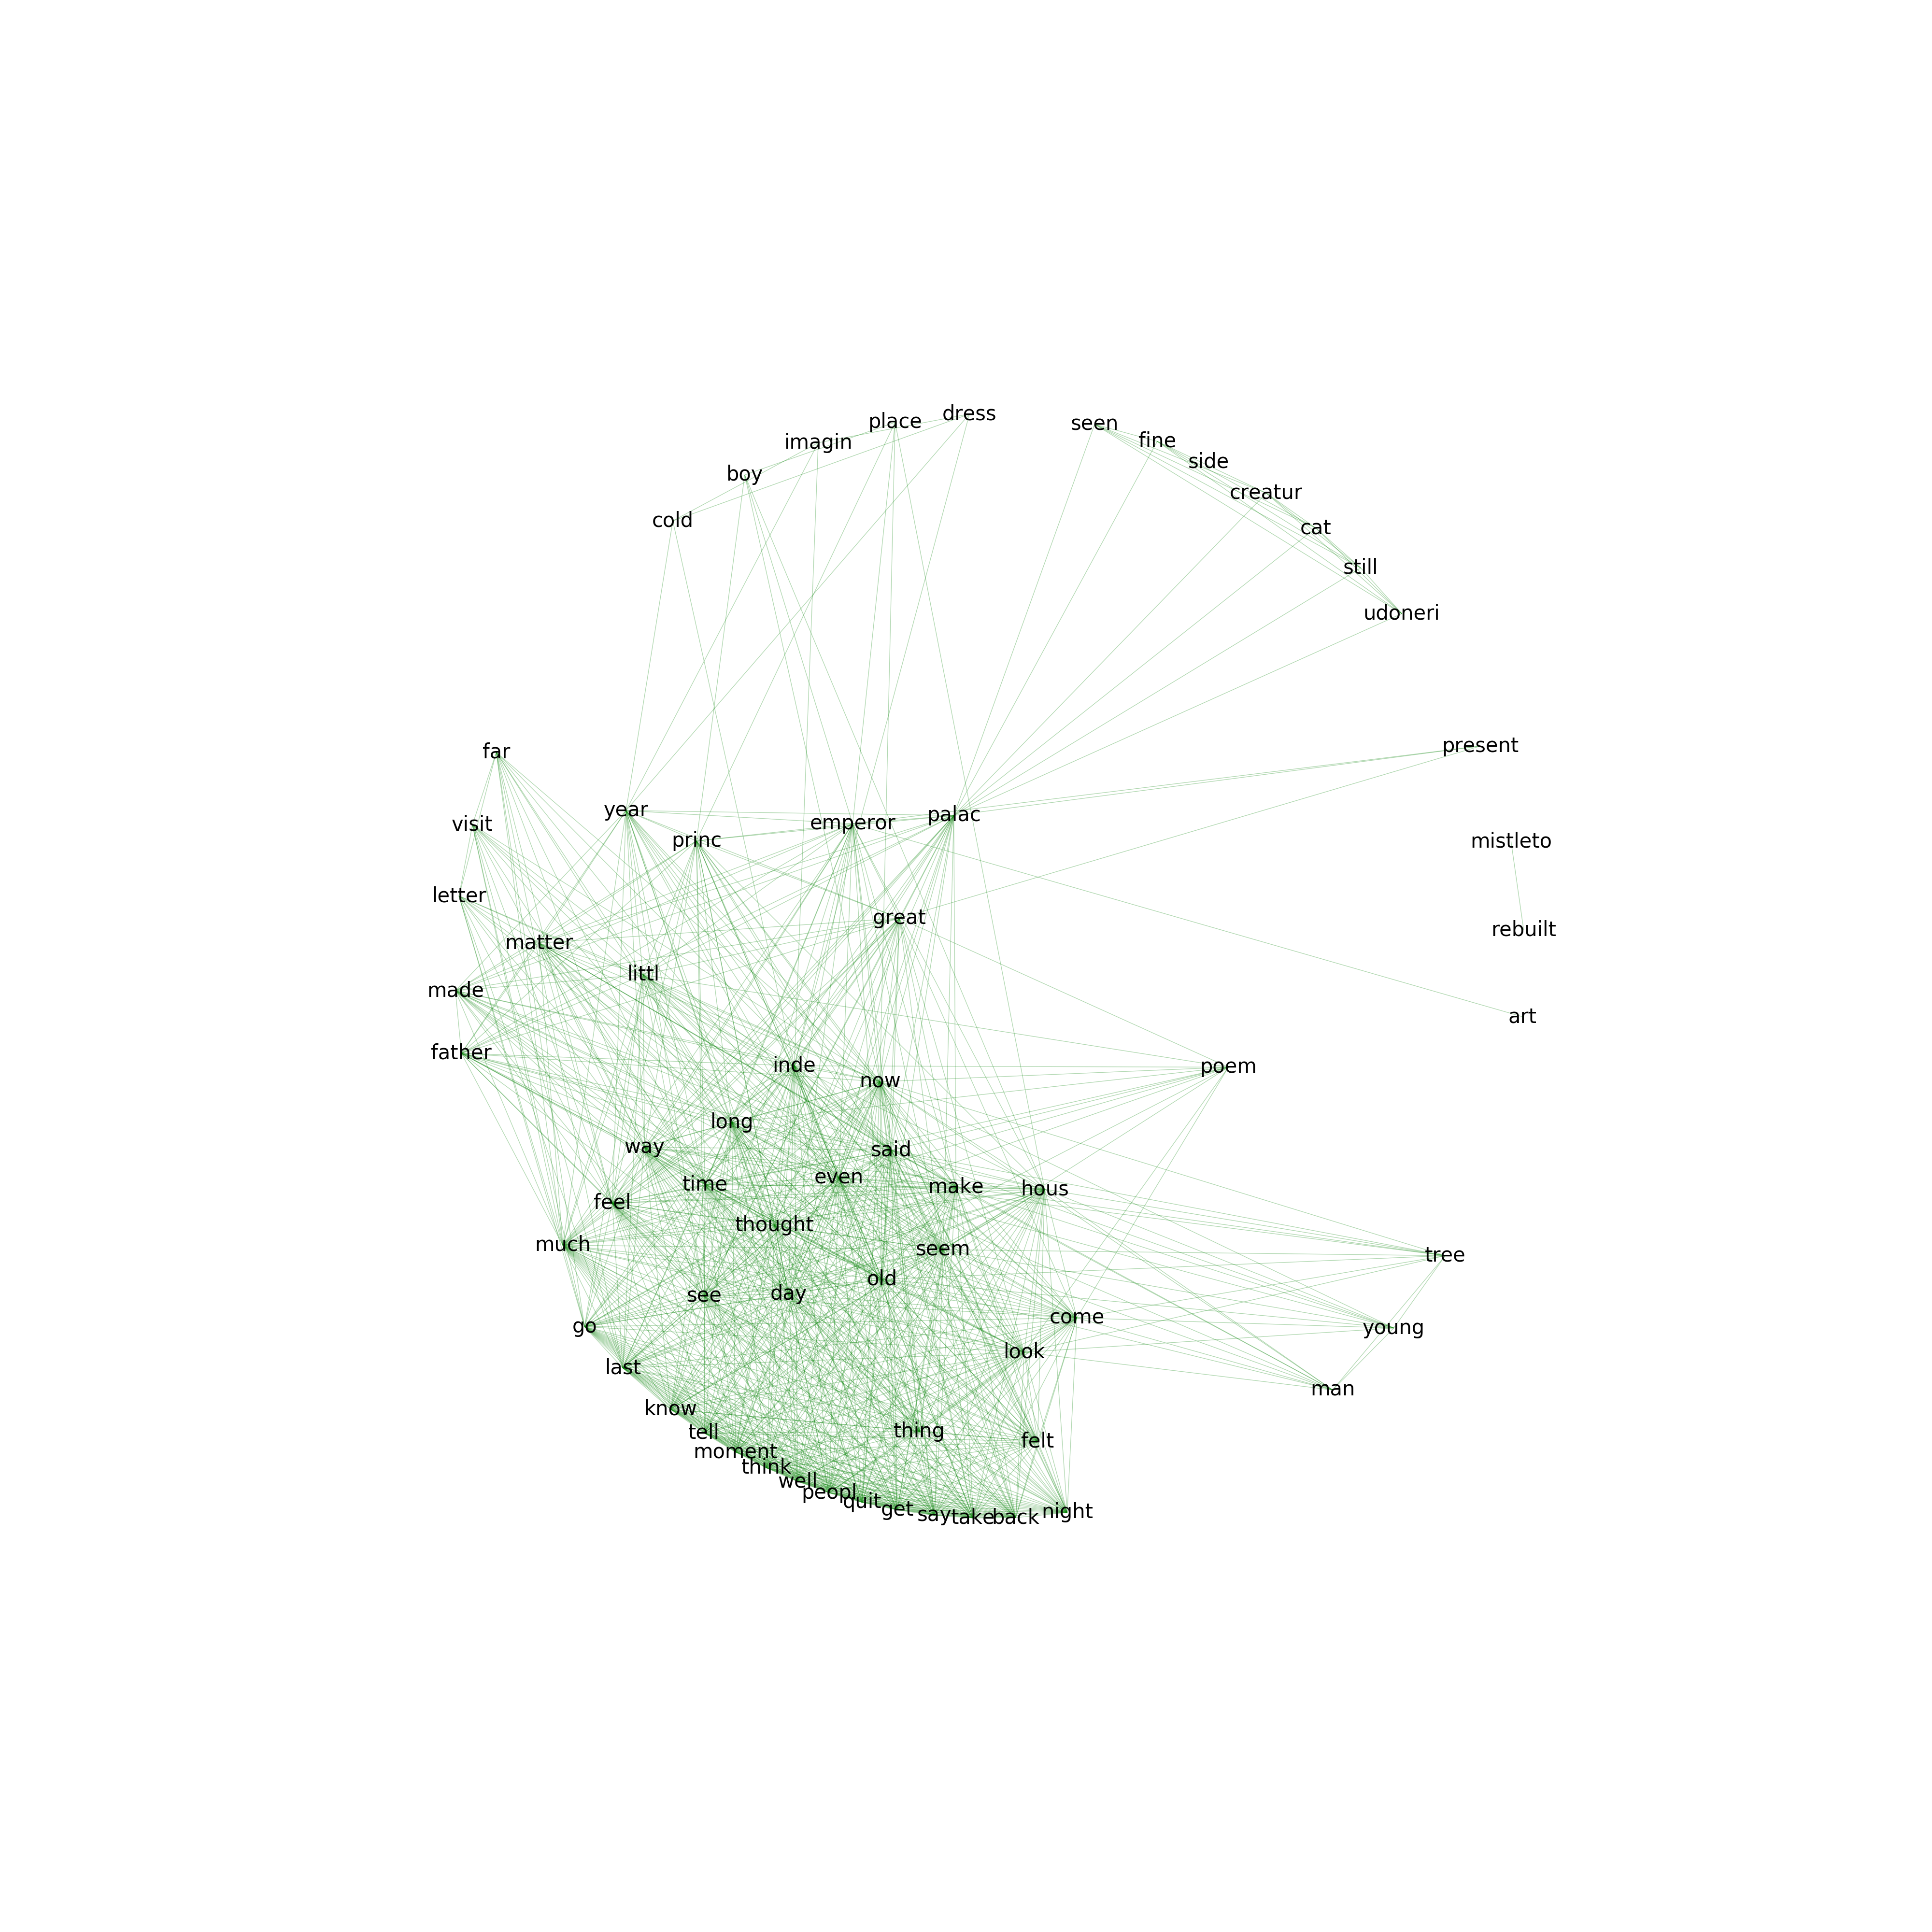 dress
place
seen
imagin
fine
side
boy
creatur
cold
cat
still
udoneri
present
far
year
palac
visit
emperor
princ
mistleto
letter
great
rebuilt
matter
littl
made
art
father
inde
poem
now
long
way
said
even
time
make
hous
feel
thought
much
seem
tree
old
day
see
come
go
young
look
last
man
know
thing
tell
felt
moment
think
well
peopl
quit
get
night
say
take
back